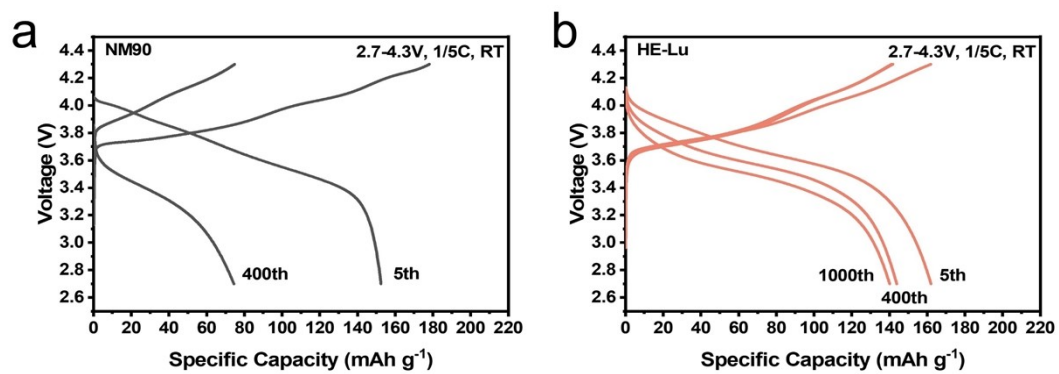 a
NM90
2.7-4.3V, 1/5C, RT
4.4
4.2
4.0
3.8
3.6
3.4
3.2
3.0
2.8
2.6
Voltage (V)
400th
5th
0 20 40 60 80 100 120 140 160 180 200 220
Specific Capacity (mAh g⁻¹)
b
HE-Lu
2.7-4.3V, 1/5C, RT
4.4
4.2
4.0
3.8
3.6
3.4
3.2
3.0
2.8
2.6
Voltage (V)
1000th
400th
5th
0 20 40 60 80 100 120 140 160 180 200 220
Specific Capacity (mAh g⁻¹)